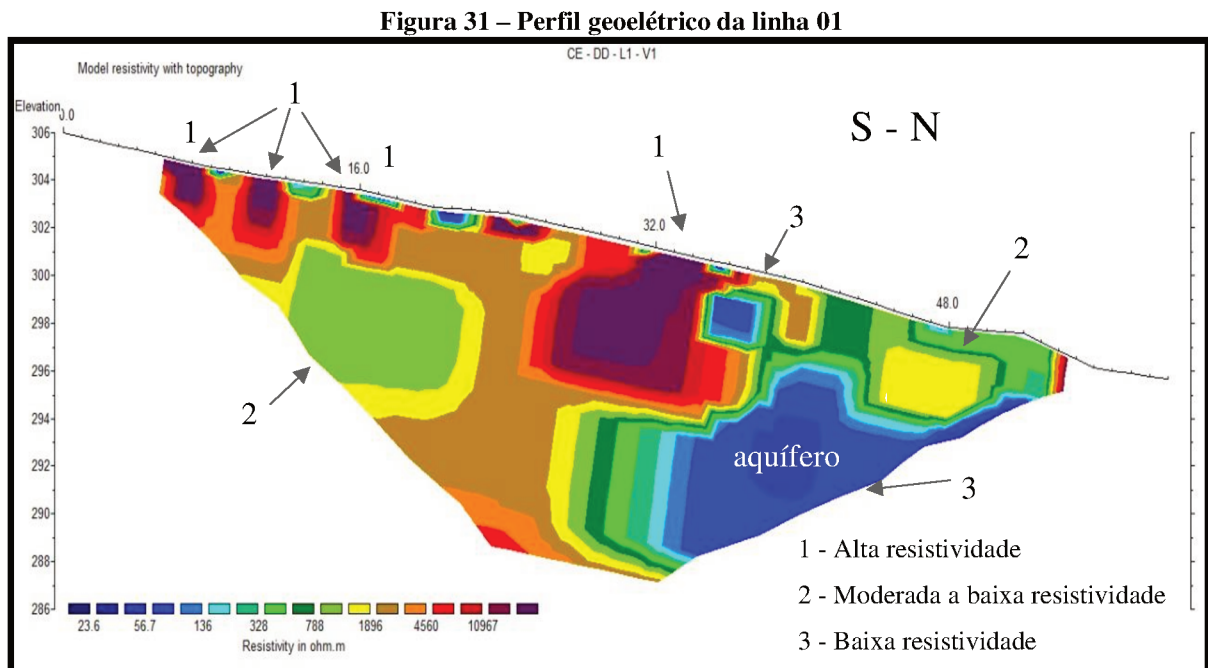 Figura 31 – Perfil geoelétrico da linha 01
CE - DD - L1 - V1
Model resistivity with topography
Elevation
0.0
1
1
1
16.0
1
32.0
3
S - N
2
48.0
306
304
302
300
298
296
294
292
290
288
286
2
aquífero
3
1 - Alta resistividade
2 - Moderada a baixa resistividade
3 - Baixa resistividade
23.6 56.7 136 328 788 1896 4560 10967
Resistivity in ohm.m